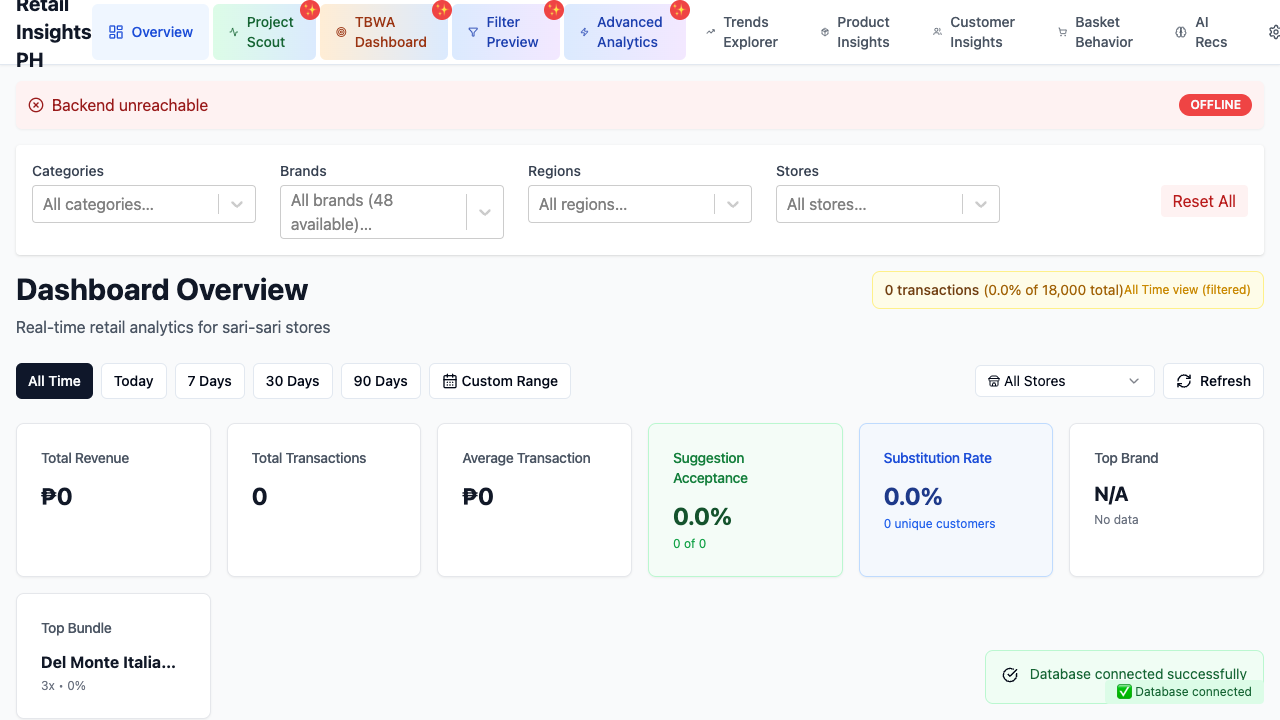 Retail
Insights
PH
Overview
Project
Scout
TBWA
Dashboard
Filter
Preview
Advanced
Analytics
Trends
Explorer
Product
Insights
Customer
Insights
Basket
Behavior
AI
Recs
Backend unreachable
OFFLINE
Categories
Brands
Regions
Stores
All categories...
All brands (48
available)...
All regions...
All stores...
Reset All
Dashboard Overview
0 transactions (0.0% of 18,000 total)All Time view (filtered)
Real-time retail analytics for sari-sari stores
All Time
Today
7 Days
30 Days
90 Days
Custom Range
All Stores
Refresh
Total Revenue
₱0
Total Transactions
0
Average Transaction
₱0
Suggestion
Acceptance
0.0%
0 of 0
Substitution Rate
0.0%
0 unique customers
Top Brand
N/A
No data
Top Bundle
Del Monte Italia...
3x • 0%
Database connected successfully
✅ Database connected